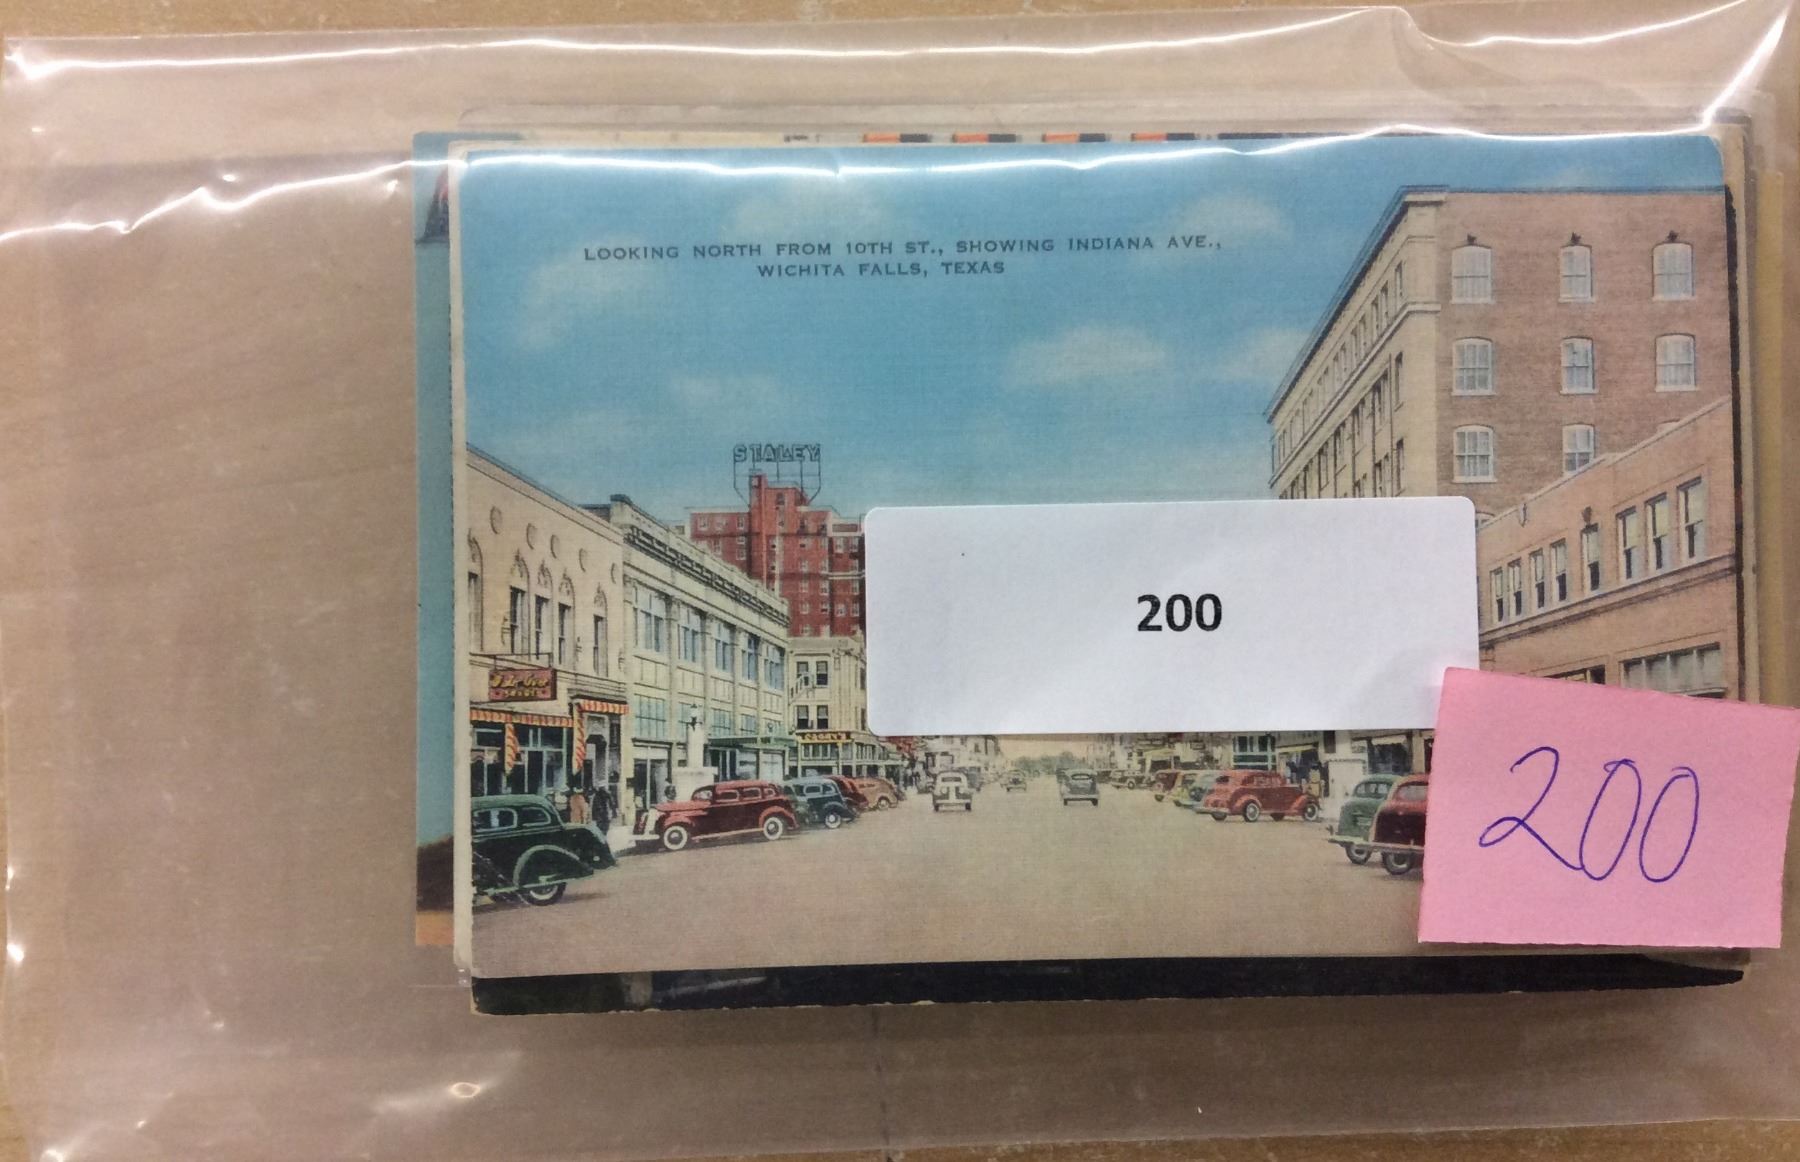 LOOKING NORTH FROM 10TH ST., SHOWING INDIANA AVE.,
WICHITA FALLS, TEXAS
STALEY
200
200